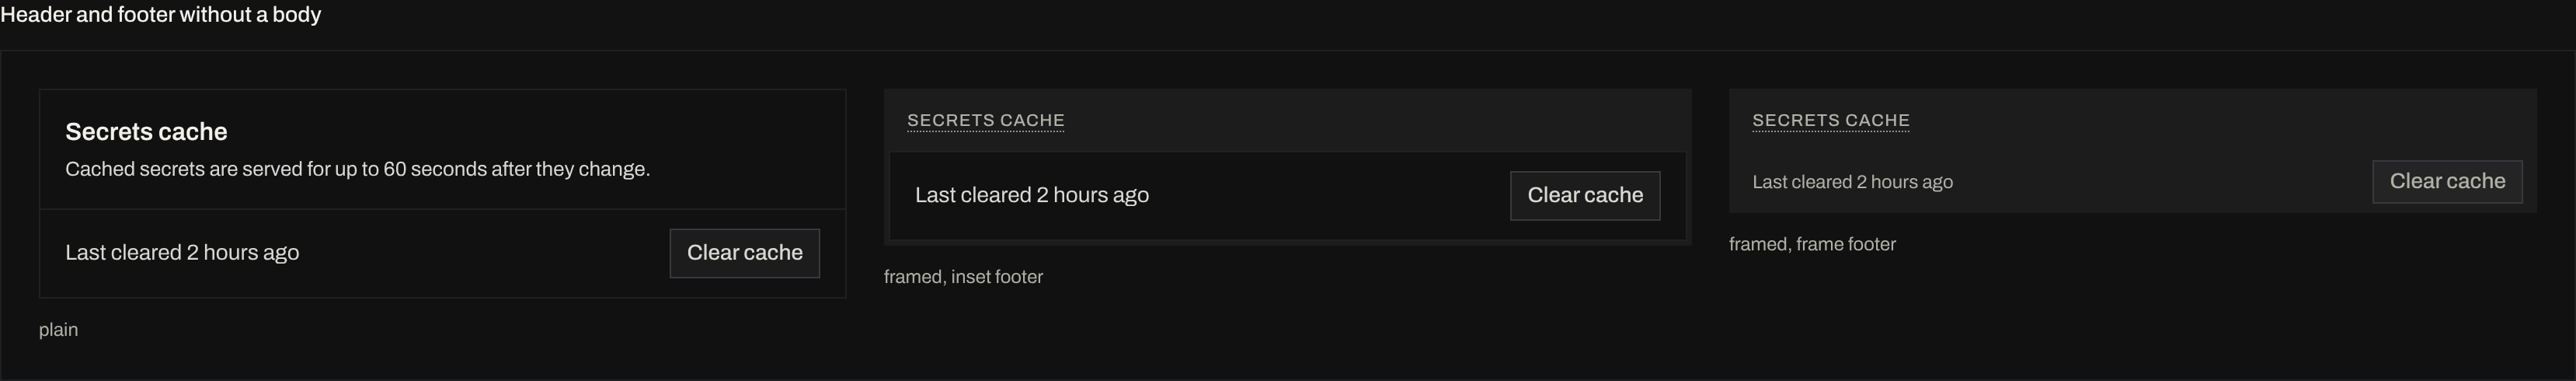 Header and footer without a body
Secrets cache
Cached secrets are served for up to 60 seconds after they change.
Last cleared 2 hours ago
Clear cache
plain
SECRETS CACHE
Last cleared 2 hours ago
Clear cache
framed, inset footer
SECRETS CACHE
Last cleared 2 hours ago
Clear cache
framed, frame footer